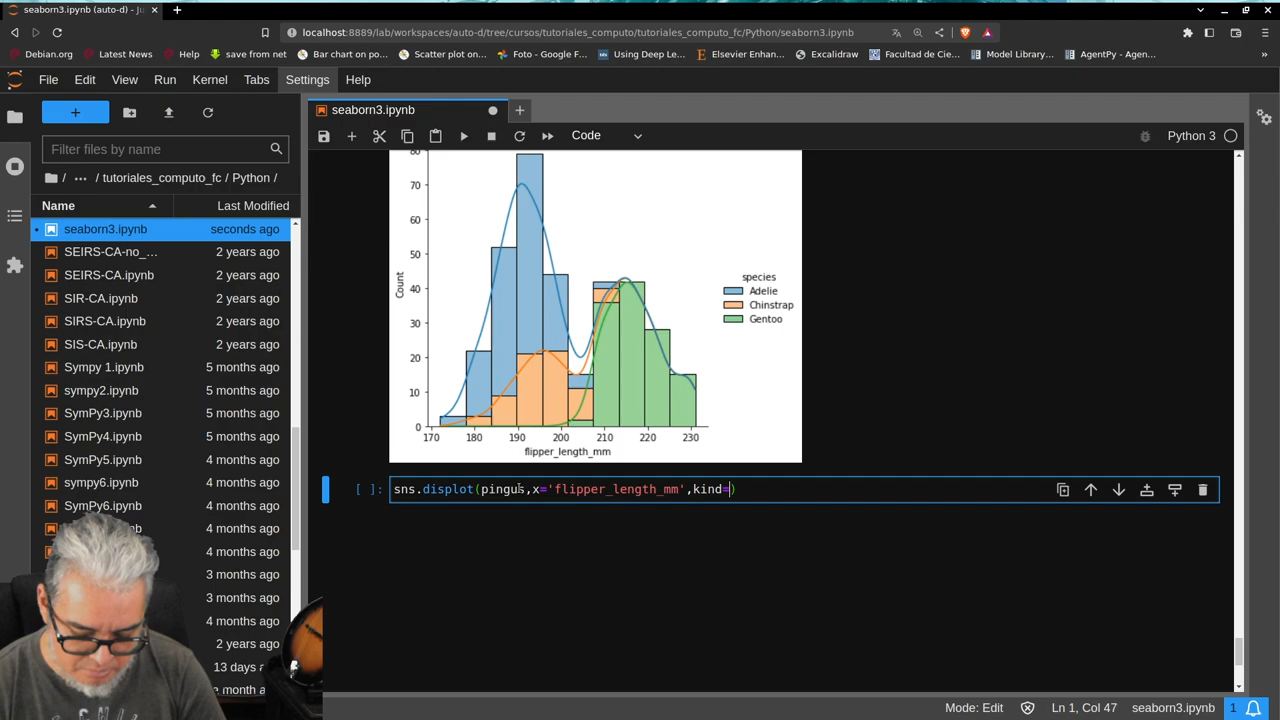 seaborn3.ipynb (auto-d) - Ju
localhost:8889/lab/workspaces/auto-d/tree/cursos/tutoriales_computo/tutoriales_computo_fc/Python/seaborn3.ipynb
Debian.org Latest News Help save from net Bar chart on po... Scatter plot on... Foto - Google F... Using Deep Le... Elsevier Enhan... Excalidraw Facultad de Cie... Model Library... AgentPy - Agen...
File Edit View Run Kernel Tabs Settings Help
seaborn3.ipynb
Code
Python 3
Filter files by name
/ ... / tutoriales_computo_fc / Python /
Name Last Modified
seaborn3.ipynb seconds ago
SEIRS-CA-no_... 2 years ago
SEIRS-CA.ipynb 2 years ago
SIR-CA.ipynb 2 years ago
SIRS-CA.ipynb 2 years ago
SIS-CA.ipynb 2 years ago
Sympy 1.ipynb 5 months ago
sympy2.ipynb 5 months ago
SymPy3.ipynb 5 months ago
SymPy4.ipynb 5 months ago
SymPy5.ipynb 4 months ago
sympy6.ipynb 4 months ago
SymPy6.ipynb 4 months ago
4 months ago
4 months ago
3 months ago
3 months ago
4 months ago
2 years ago
13 days ago
month a
80
70
60
50
40
30
20
10
0
Count
170 180 190 200 210 220 230
flipper_length_mm
species
Adelie
Chinstrap
Gentoo
[ ]: sns.displot(pingus,x='flipper_length_mm',kind=)
Mode: Edit Ln 1, Col 47 seaborn3.ipynb 1